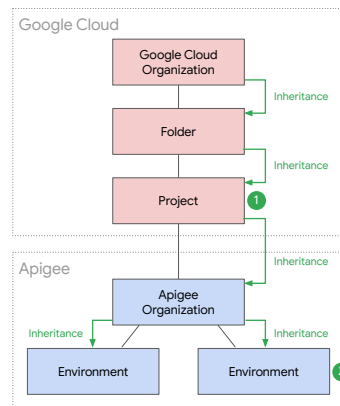 Google Cloud
Google Cloud
Organization
Inheritance
Folder
Inheritance
Project
1
Inheritance
Apigee
Apigee
Organization
Inheritance
Inheritance
Environment
Environment